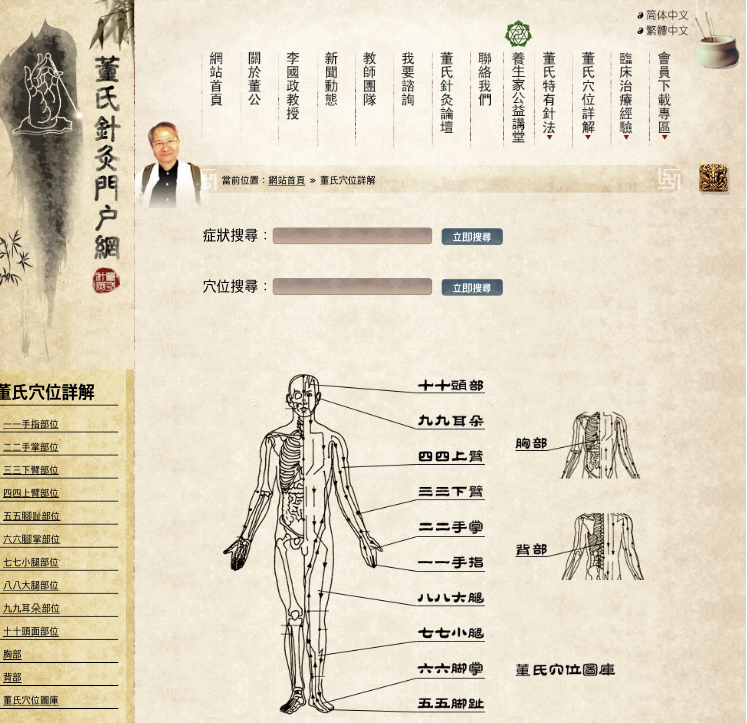 简体中文
繁體中文
董氏針灸門户網
網站首頁
關於董公
李國政教授
新聞動態
教師團隊
我要諮詢
董氏針灸論壇
聯絡我們
養生家公益講堂
董氏特有針法
董氏穴位詳解
臨床治療經驗
會員下載專區
當前位置：網站首頁 » 董氏穴位詳解
症狀搜尋：
立即搜尋
穴位搜尋：
立即搜尋
董氏穴位詳解
一一手指部位
二二手掌部位
三三下臂部位
四四上臂部位
五五腳趾部位
六六腳掌部位
七七小腿部位
八八大腿部位
九九耳朵部位
十十頭面部位
胸部
背部
董氏穴位圖庫
十十頭部
九九耳朵
四四上臂
三三下臂
二二手掌
一一手指
八八大腿
七七小腿
六六腳掌
五五腳趾
胸部
背部
董氏穴位圖庫